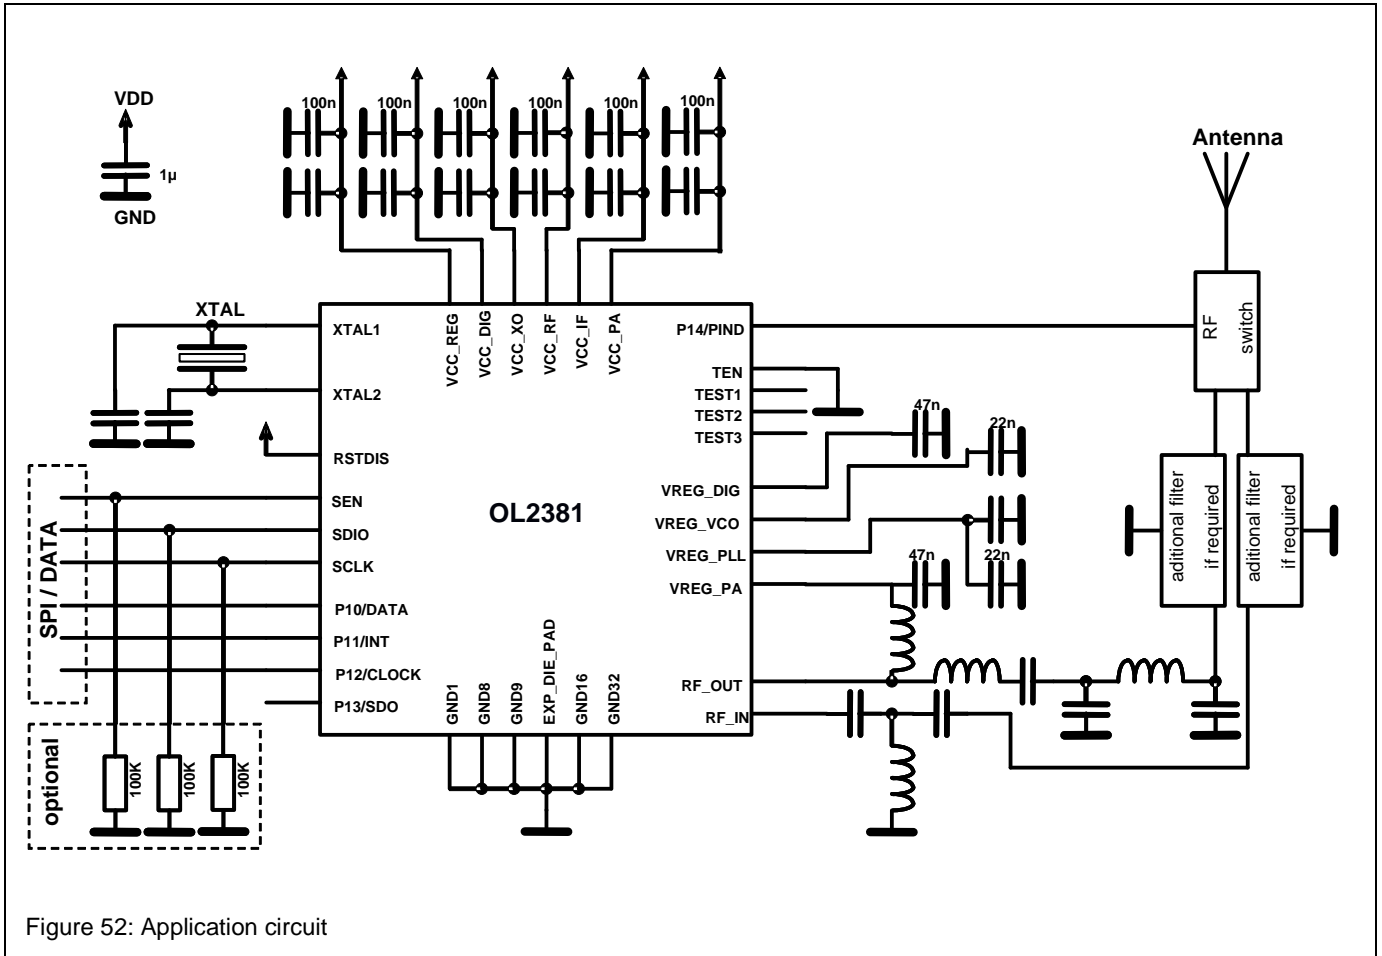 VDD
1µ
GND
100n
100n
100n
100n
100n
100n
Antenna
XTAL
XTAL1
XTAL2
RSTDIS
SEN
SDIO
SCLK
P10/DATA
P11/INT
P12/CLOCK
P13/SDO
VCC_REG
VCC_DIG
VCC_XO
VCC_RF
VCC_IF
VCC_PA
OL2381
P14/PIND
TEN
TEST1
TEST2
TEST3
VREG_DIG
VREG_VCO
VREG_PLL
VREG_PA
RF_OUT
RF_IN
GND1
GND8
GND9
EXP_DIE_PAD
GND16
GND32
47n
22n
47n
22n
RF
switch
aditional filter
if required
aditional filter
if required
SPI / DATA
optional
100K
100K
100K
Figure 52: Application circuit